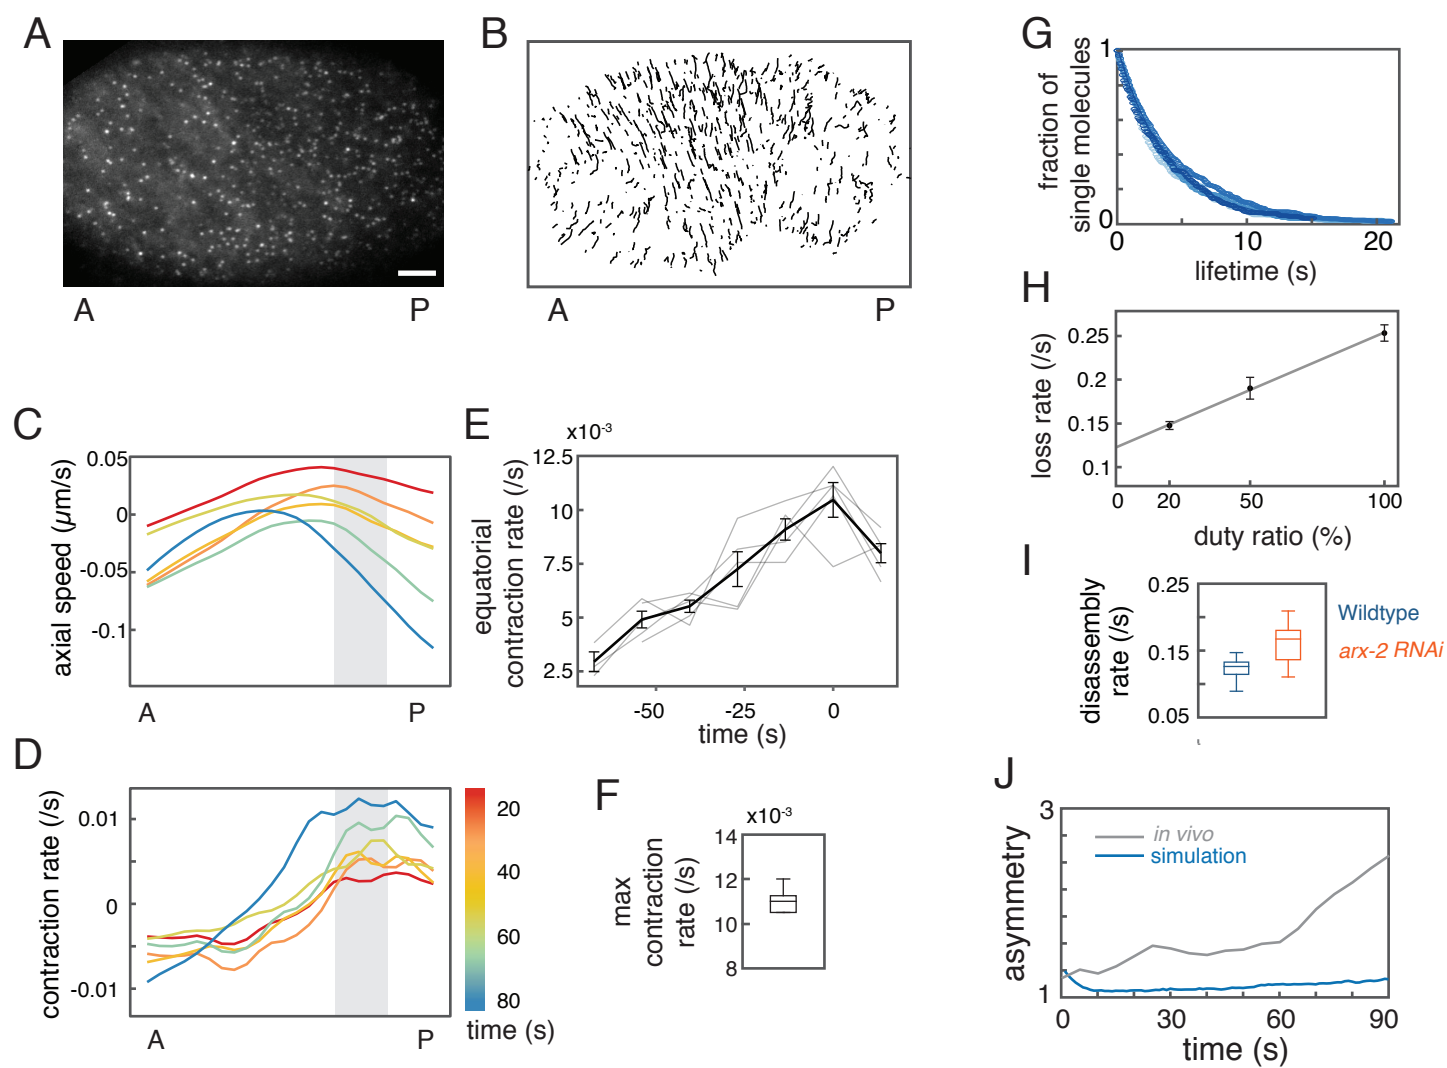 A
A P
B
A P
C
axial speed (µm/s)
0.05
0
-0.05
-0.1
A P
D
contraction rate (/s)
0.01
0
-0.01
A P
20
40
60
80
time (s)
E
x10-3
equatorial
contraction rate (/s)
12.5
10
7.5
5
2.5
-50 -25 0
time (s)
F
x10-3
max
contraction
rate (/s)
14
12
10
8
G
fraction of
single molecules
1
0
0 10 20
lifetime (s)
H
loss rate (/s)
0.25
0.2
0.15
0.1
0 20 50 100
duty ratio (%)
I
disassembly
rate (/s)
0.25
0.15
0.05
Wildtype
arx-2 RNAi
J
asymmetry
3
1
in vivo
simulation
0 30 60 90
time (s)